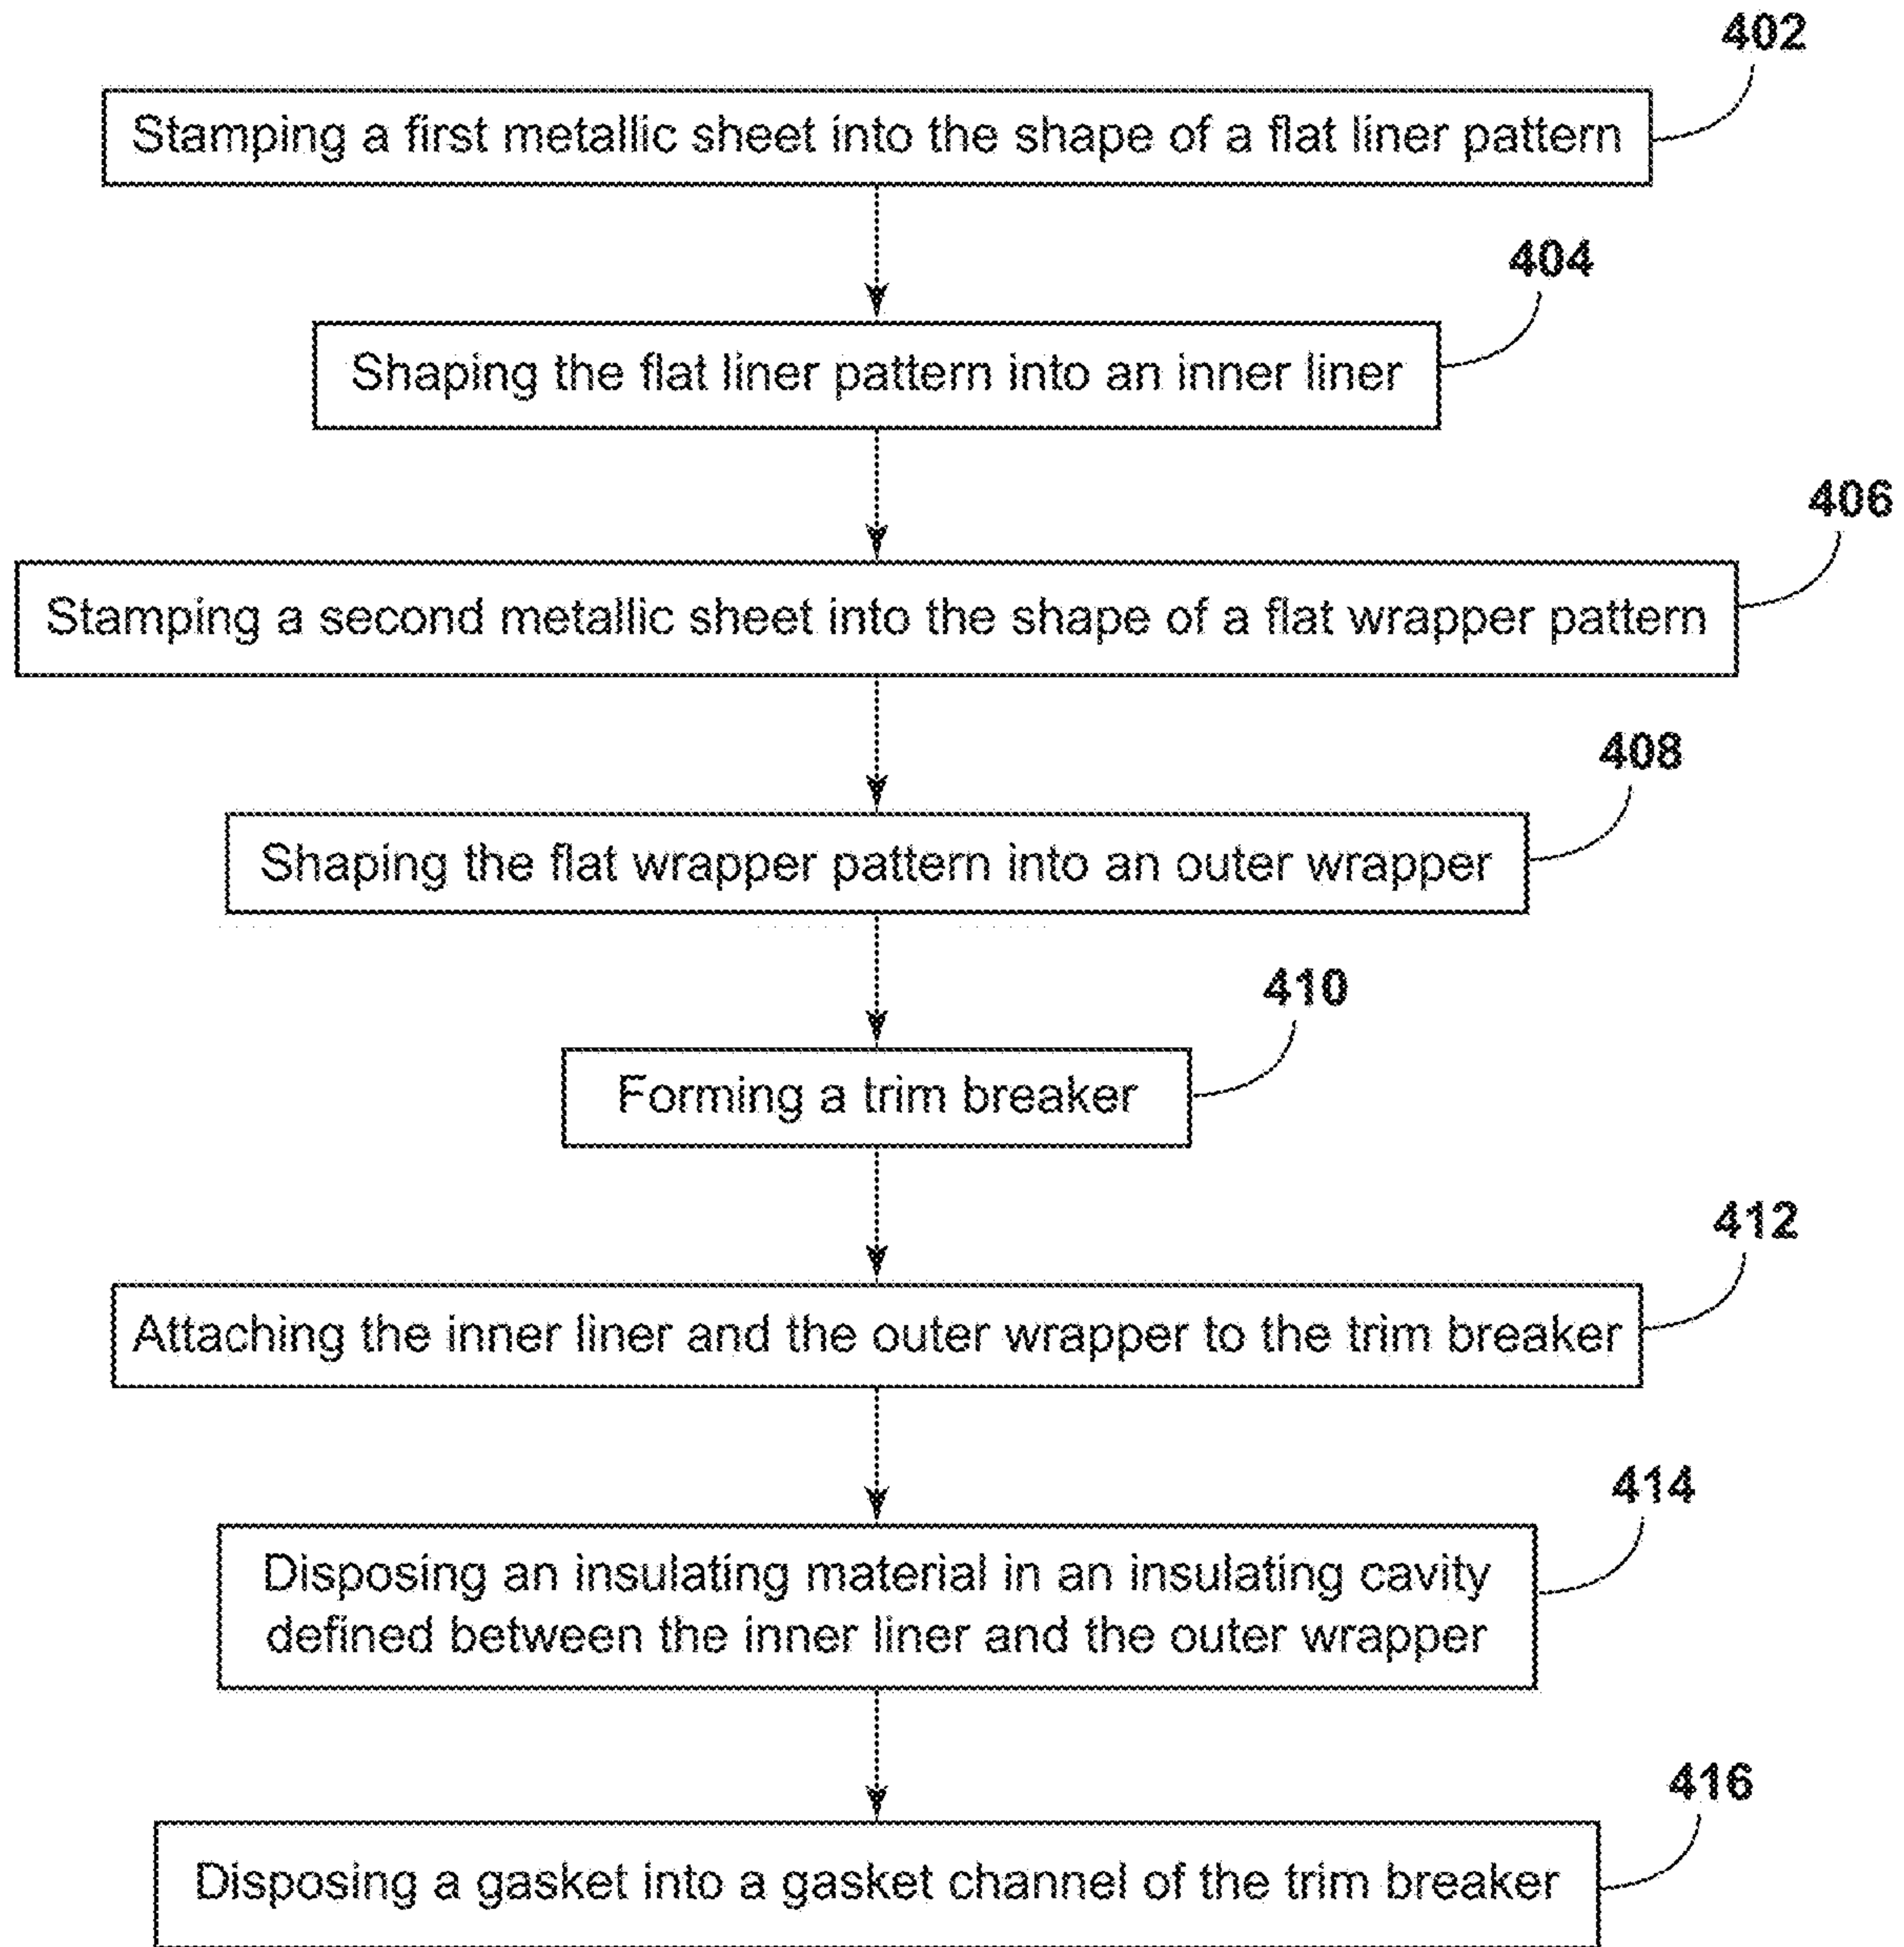 402
Stamping a first metallic sheet into the shape of a flat liner pattern
404
Shaping the flat liner pattern into an inner liner
406
Stamping a second metallic sheet into the shape of a flat wrapper pattern
408
Shaping the flat wrapper pattern into an outer wrapper
410
Forming a trim breaker
412
Attaching the inner liner and the outer wrapper to the trim breaker
414
Disposing an insulating material in an insulating cavity
defined between the inner liner and the outer wrapper
416
Disposing a gasket into a gasket channel of the trim breaker